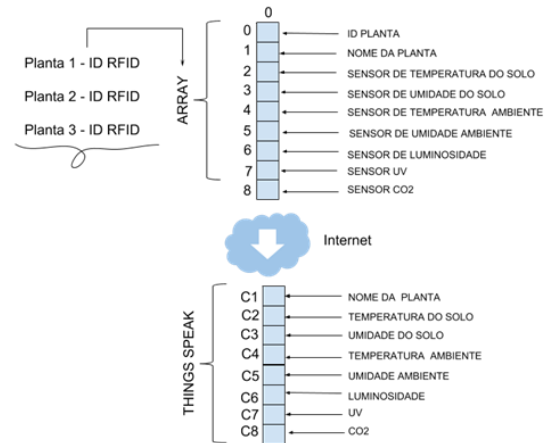 0
0 ID PLANTA
1 NOME DA PLANTA
Planta 1 - ID RFID
2 SENSOR DE TEMPERATURA DO SOLO
3 SENSOR DE UMIDADE DO SOLO
Planta 2 - ID RFID
ARRAY
4 SENSOR DE TEMPERATURA AMBIENTE
Planta 3 - ID RFID
5 SENSOR DE UMIDADE AMBIENTE
6 SENSOR DE LUMINOSIDADE
7 SENSOR UV
8 SENSOR CO2
Internet
THINGS SPEAK
C1 NOME DA PLANTA
C2 TEMPERATURA DO SOLO
C3 UMIDADE DO SOLO
C4 TEMPERATURA AMBIENTE
C5 UMIDADE AMBIENTE
C6 LUMINOSIDADE
C7 UV
C8 CO2